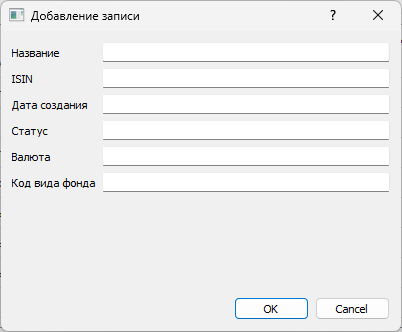 Добавление записи
?
Название
ISIN
Дата создания
Статус
Валюта
Код вида фонда
OK
Cancel